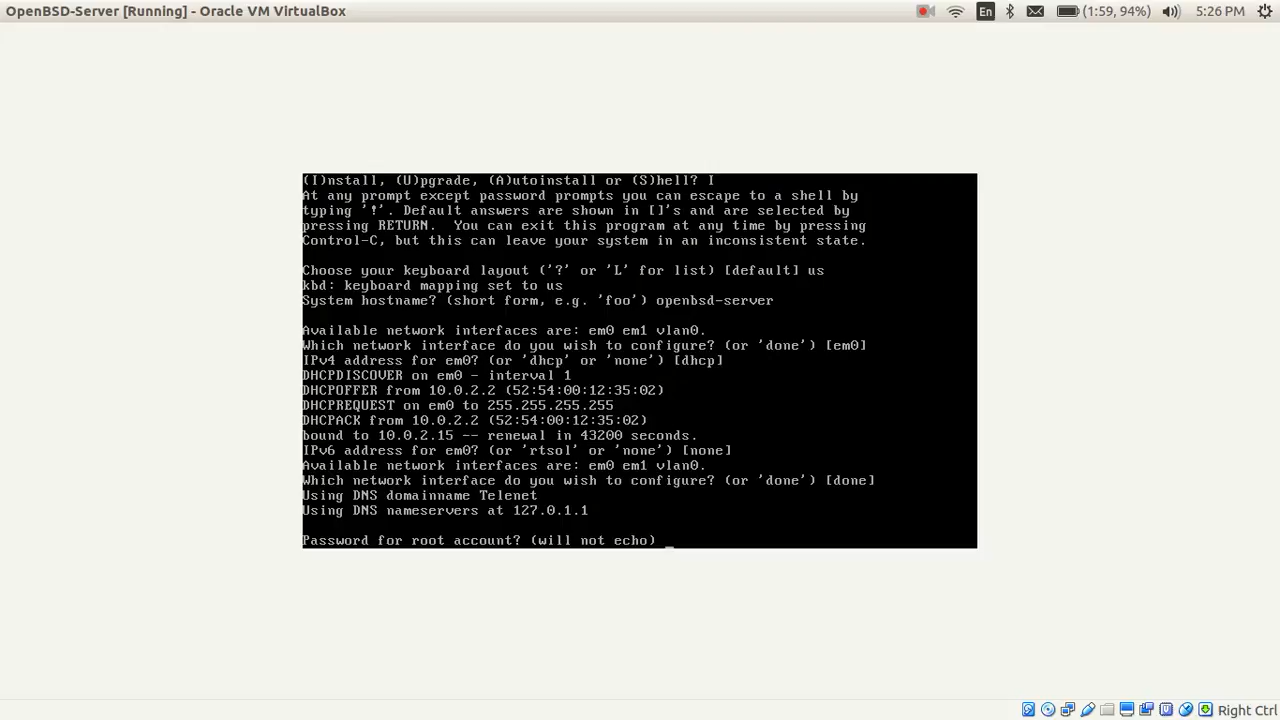 OpenBSD-Server [Running] - Oracle VM VirtualBox
En
(1:59, 94%)
5:26 PM
(I)nstall, (U)pgrade, (A)utoinstall or (S)hell? I
At any prompt except password prompts you can escape to a shell by
typing '!'. Default answers are shown in []'s and are selected by
pressing RETURN.  You can exit this program at any time by pressing
Control-C, but this can leave your system in an inconsistent state.
Choose your keyboard layout ('?' or 'L' for list) [default] us
kbd: keyboard mapping set to us
System hostname? (short form, e.g. 'foo') openbsd-server
Available network interfaces are: em0 em1 vlan0.
Which network interface do you wish to configure? (or 'done') [em0]
IPv4 address for em0? (or 'dhcp' or 'none') [dhcp]
DHCPDISCOVER on em0 - interval 1
DHCPOFFER from 10.0.2.2 (52:54:00:12:35:02)
DHCPREQUEST on em0 to 255.255.255.255
DHCPACK from 10.0.2.2 (52:54:00:12:35:02)
bound to 10.0.2.15 -- renewal in 43200 seconds.
IPv6 address for em0? (or 'rtsol' or 'none') [none]
Available network interfaces are: em0 em1 vlan0.
Which network interface do you wish to configure? (or 'done') [done]
Using DNS domainname Telenet
Using DNS nameservers at 127.0.1.1
Password for root account? (will not echo) _
Right Ctrl